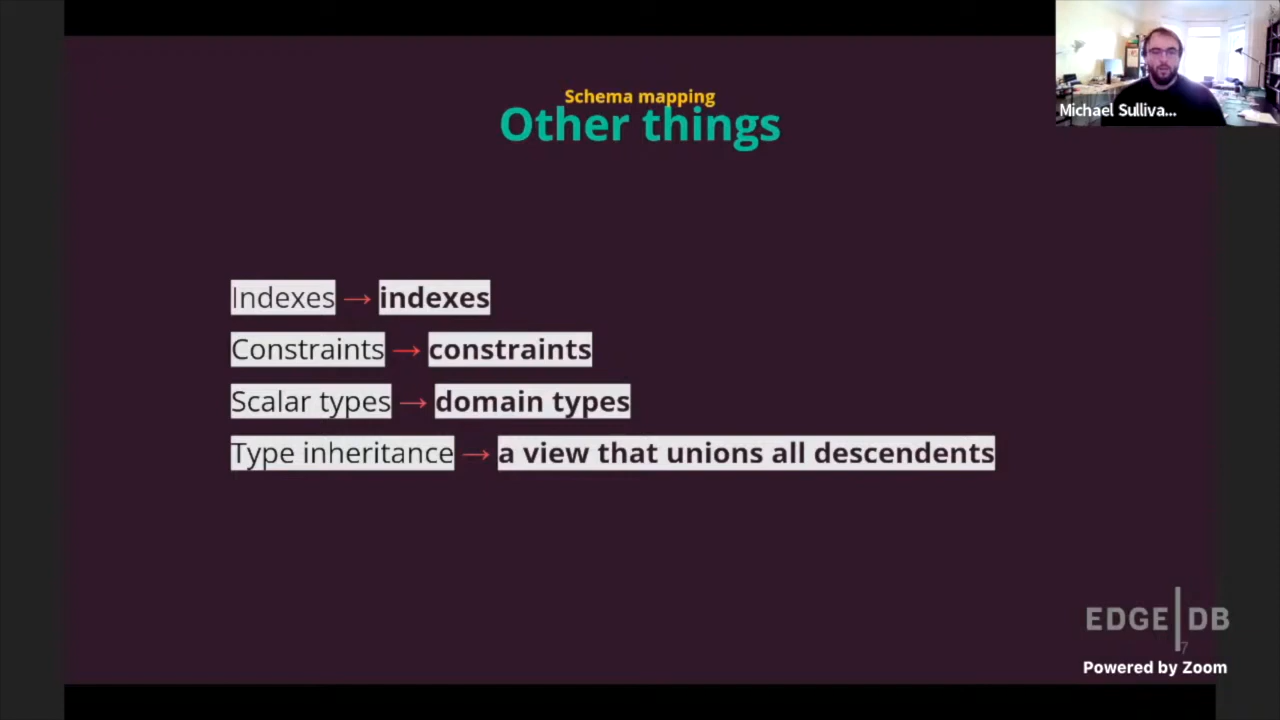 Schema mapping
Other things
Indexes → indexes
Constraints → constraints
Scalar types → domain types
Type inheritance → a view that unions all descendents
Michael Sulliva...
EDGE|DB
7
Powered by Zoom